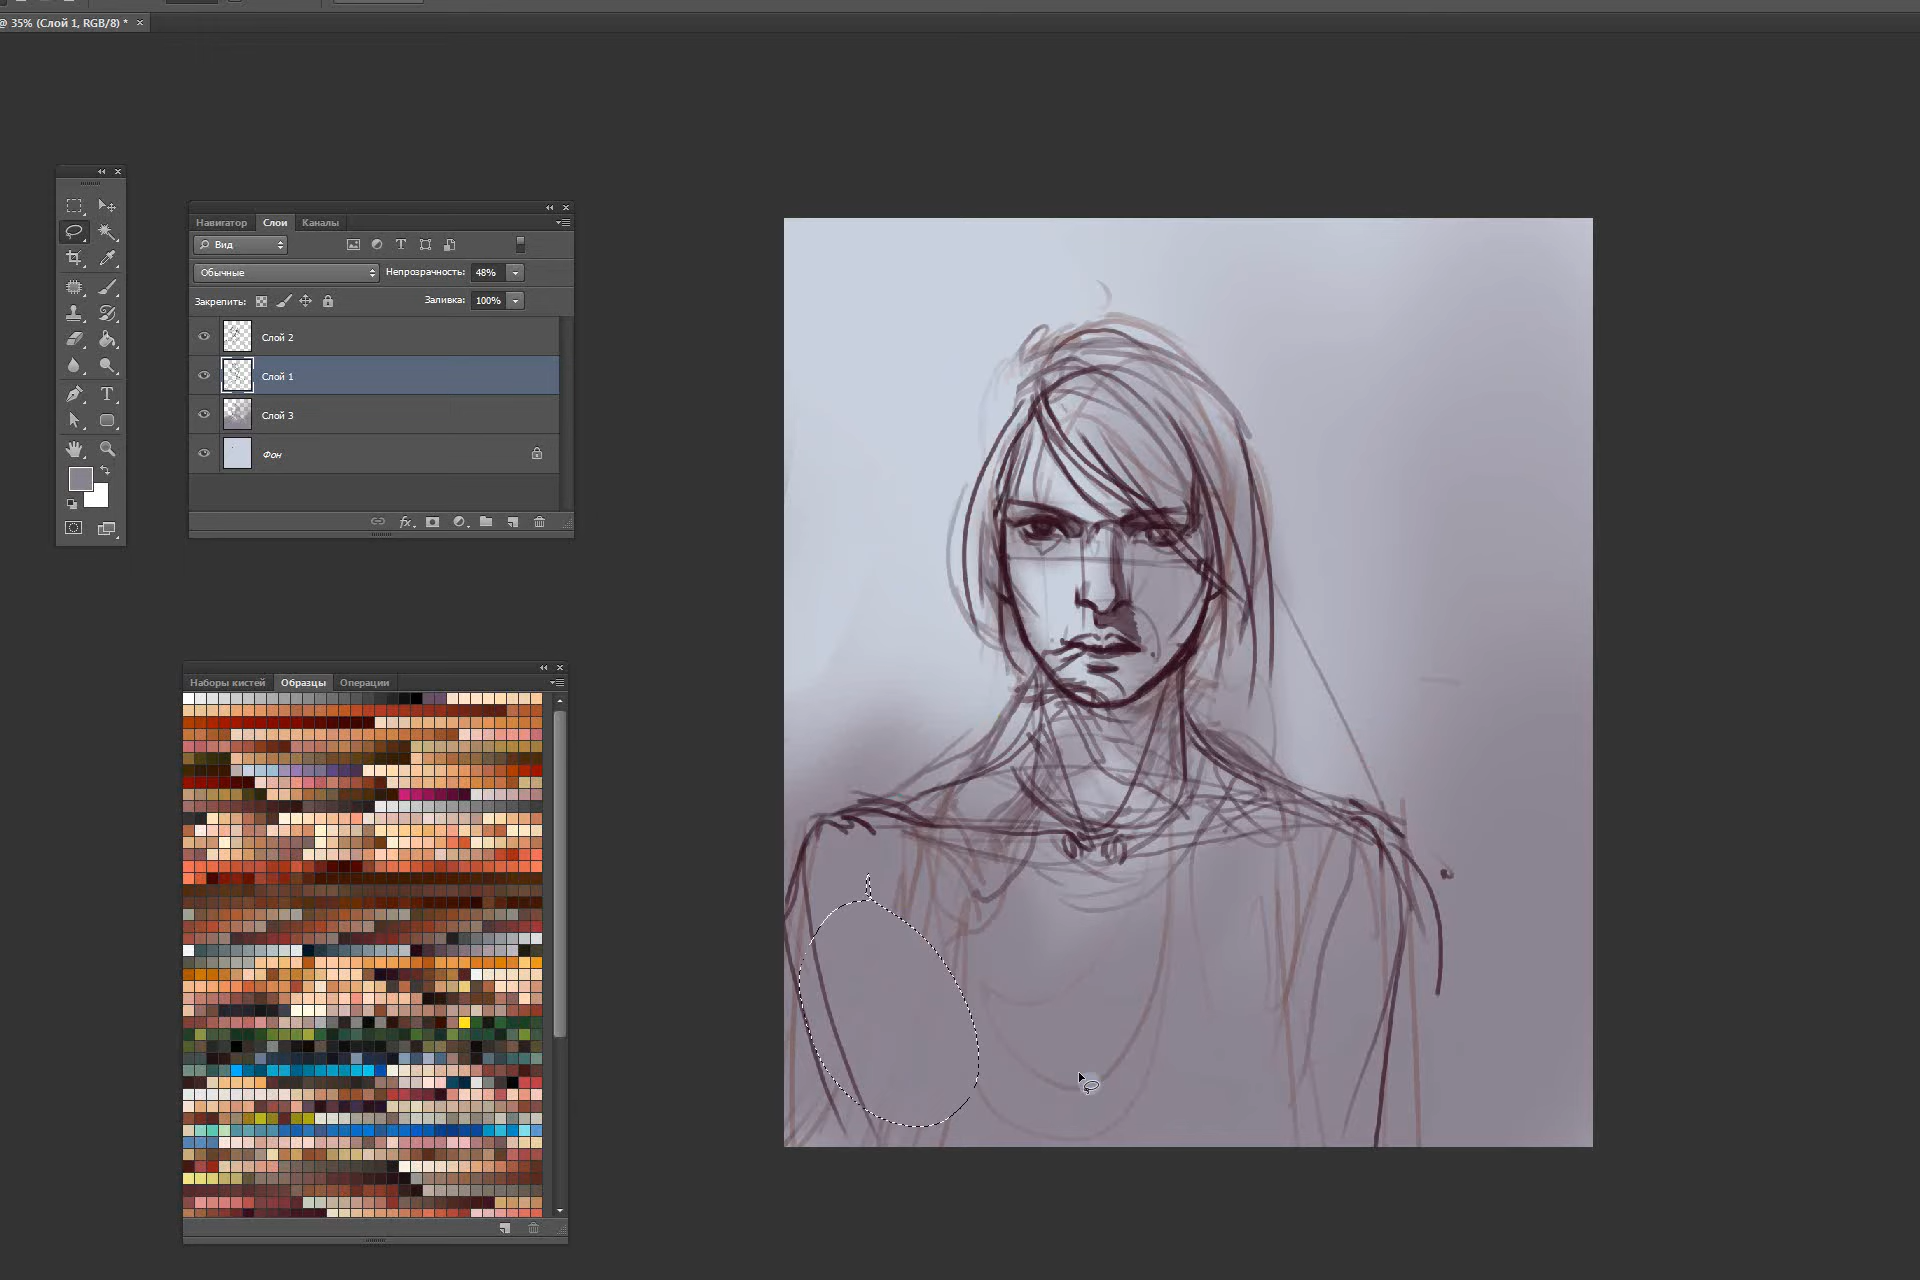 @ 35% (Слой 1, RGB/8) *
Навигатор Слои Каналы
Вид
Обычные Непрозрачность: 48%
Закрепить: Заливка: 100%
Слой 2
Слой 1
Слой 3
Фон
fx
Наборы кистей Образцы Операции